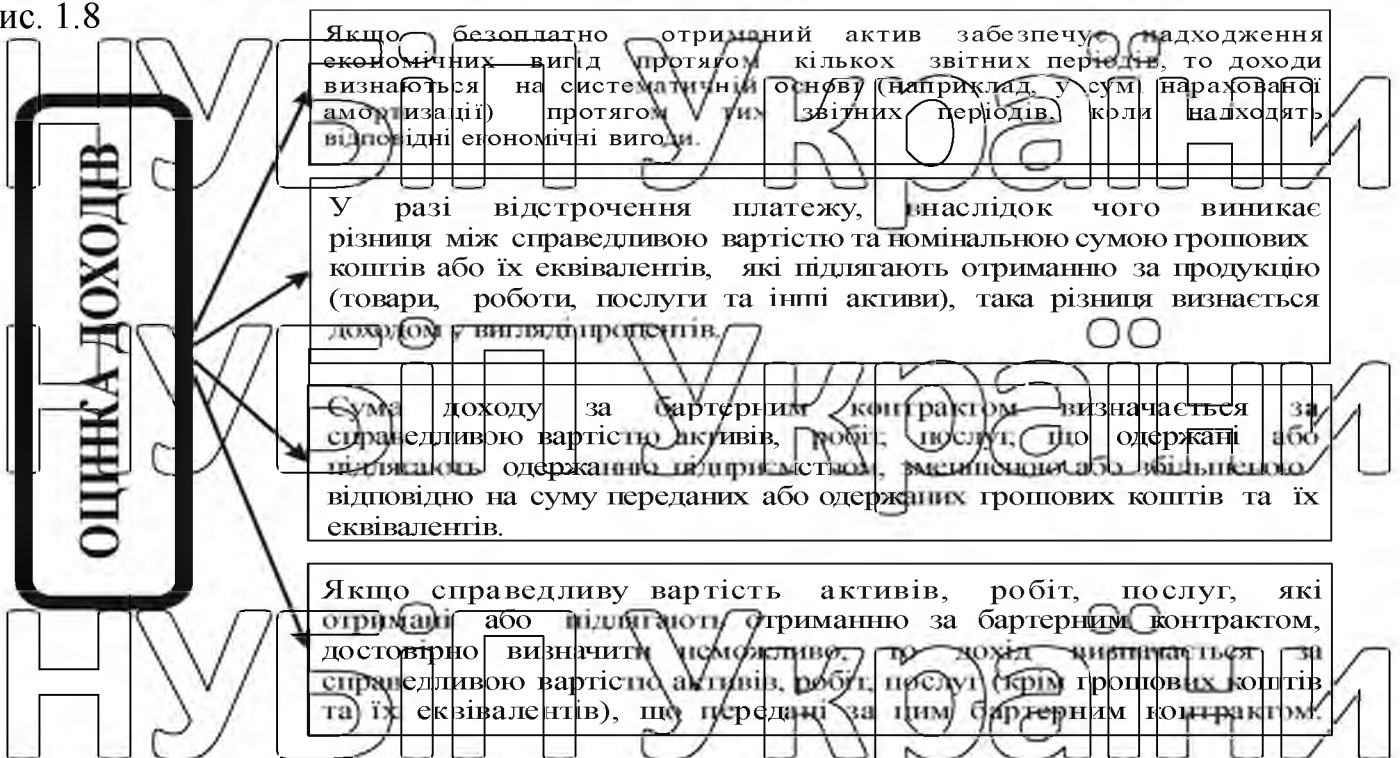 ис. 1.8
ОЦІНКА ДОХОДІВ
Якщо безоплатно отриманий актив забезпечує надходження
економічних вигід протягом кількох звітних періодів, то доходи
визнаються на систематичній основі (наприклад, у сумі нарахованої
амортизації) протягом тих звітних періодів, коли надходять
відповідні економічні вигоди.
У разі відстрочення платежу, внаслідок чого виникає
різниця між справедливою вартістю та номінальною сумою грошових
коштів або їх еквівалентів, які підлягають отриманню за продукцію
(товари, роботи, послуги та інші активи), така різниця визнається
доходом у вигляді процентів.
Сума доходу за бартерним контрактом визначається за
справедливою вартістю активів, робіт, послуг, що одержані або
підлягають одержанню підприємством, зменшеною або збільшеною
відповідно на суму переданих або одержаних грошових коштів та їх
еквівалентів.
Якщо справедливу вартість активів, робіт, послуг, які
отримані або підлягають отриманню за бартерним контрактом,
достовірно визначити неможливо, то дохід визначається за
справедливою вартістю активів, робіт, послуг (крім грошових коштів
та їх еквівалентів), що передані за цим бартерним контрактом.
НУБіП України
НУБіП України
НУБіП України